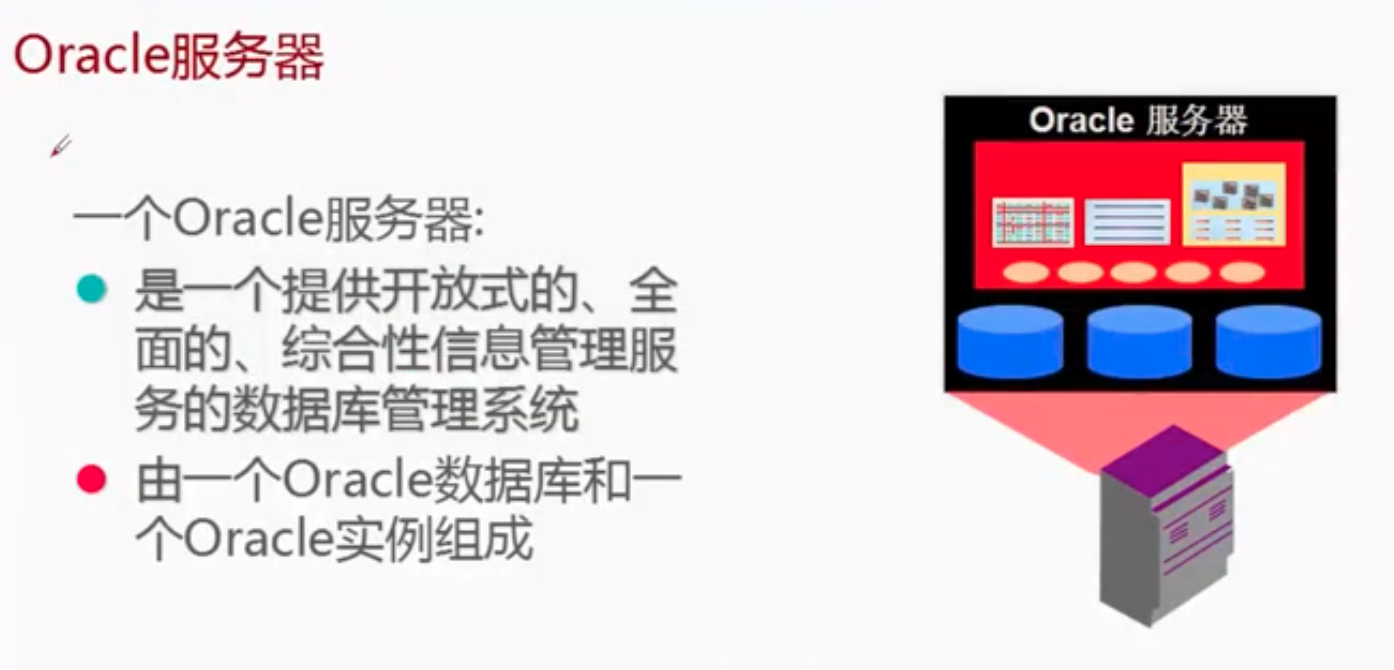 Oracle服务器
一个Oracle服务器:
是一个提供开放式的、全
面的、综合性信息管理服
务的数据库管理系统
由一个Oracle数据库和一
个Oracle实例组成
Oracle 服务器